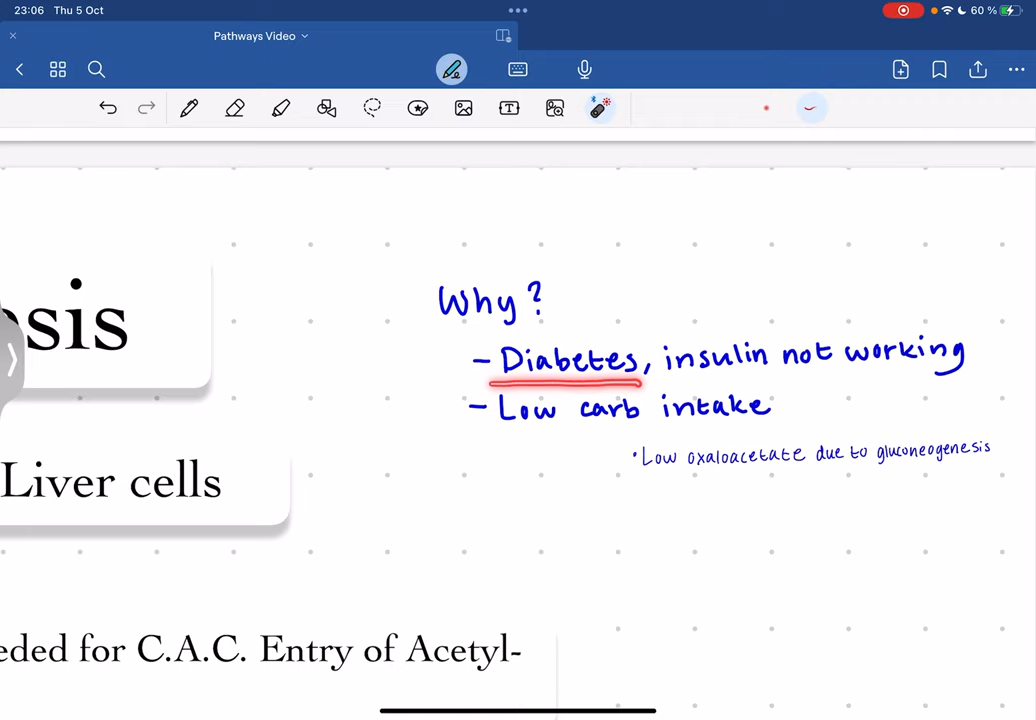 23:06 Thu 5 Oct
60 %
Pathways Video
Why?
osis
- Diabetes, insulin not working
- Low carb intake
• Low oxaloacetate due to gluconeogenesis
Liver cells
eded for C.A.C. Entry of Acetyl-